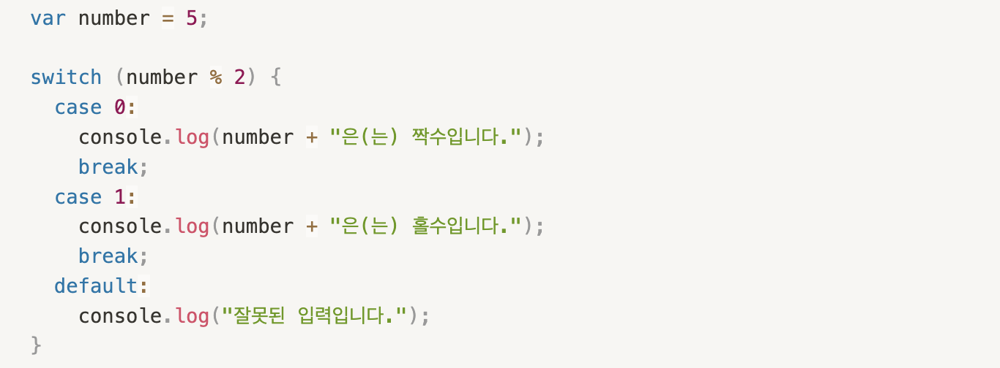 var number = 5;

switch (number % 2) {
  case 0:
    console.log(number + "은(는) 짝수입니다.");
    break;
  case 1:
    console.log(number + "은(는) 홀수입니다.");
    break;
  default:
    console.log("잘못된 입력입니다.");
}